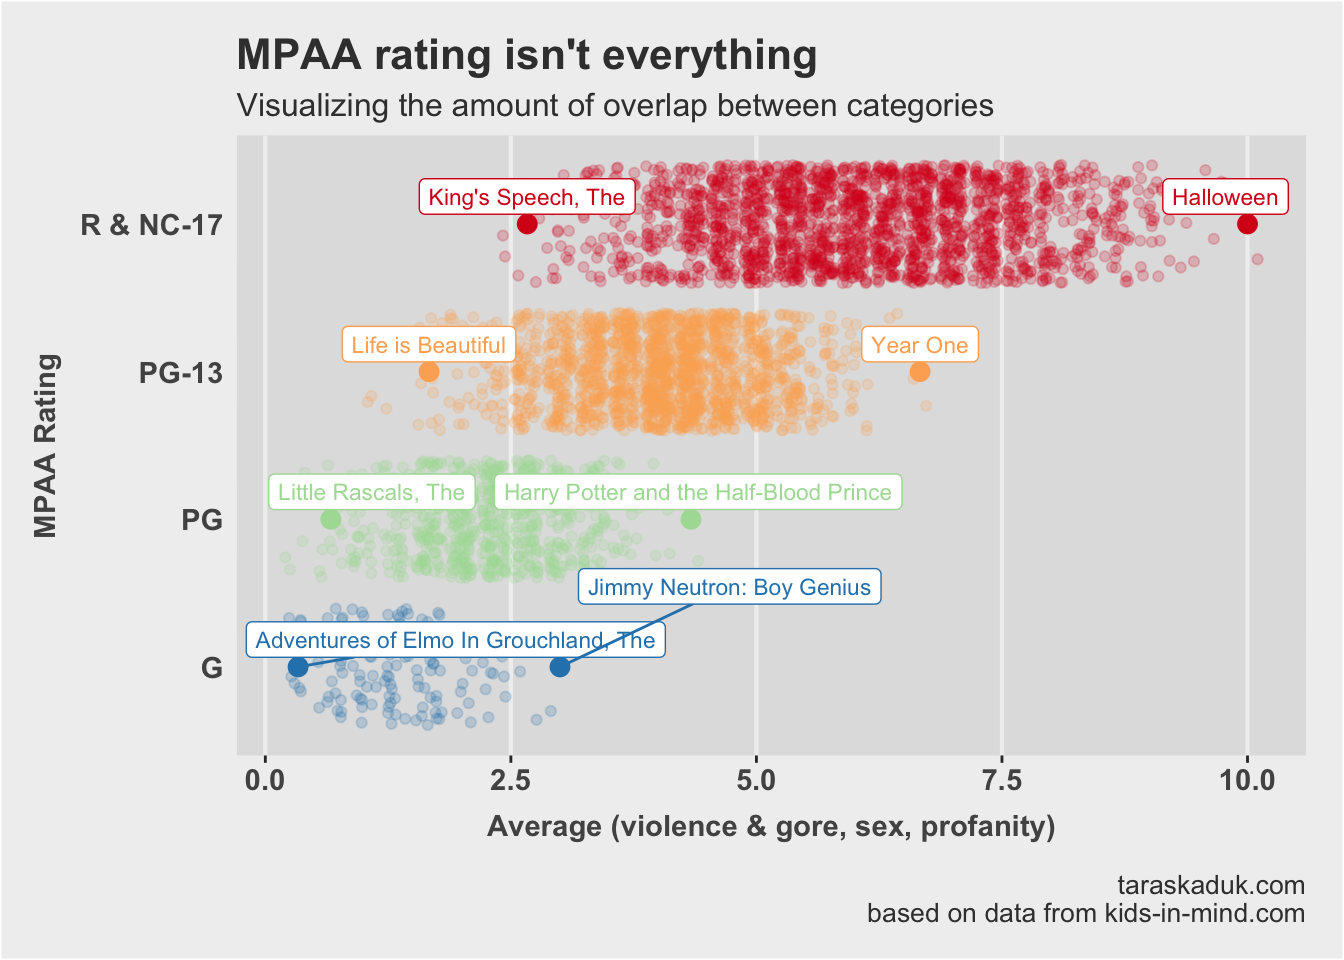 MPAA rating isn't everything
Visualizing the amount of overlap between categories
MPAA Rating
R & NC-17
King's Speech, The
Halloween
PG-13
Life is Beautiful
Year One
PG
Little Rascals, The
Harry Potter and the Half-Blood Prince
Jimmy Neutron: Boy Genius
G
Adventures of Elmo In Grouchland, The
0.0 2.5 5.0 7.5 10.0
Average (violence & gore, sex, profanity)
taraskaduk.com
based on data from kids-in-mind.com